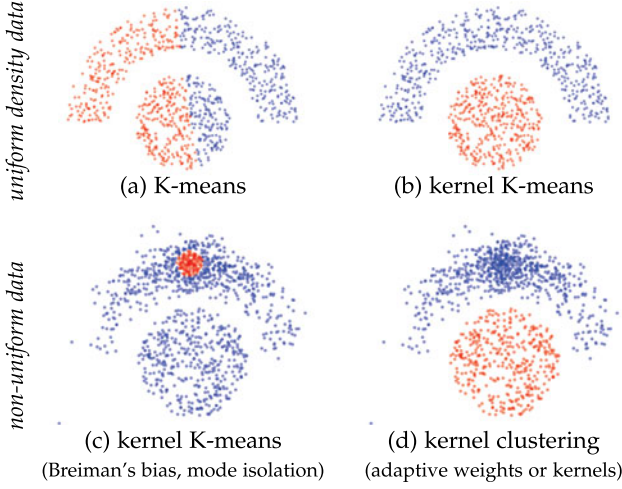 uniform density data
(a) K-means
(b) kernel K-means
non-uniform data
(c) kernel K-means
(Breiman's bias, mode isolation)
(d) kernel clustering
(adaptive weights or kernels)